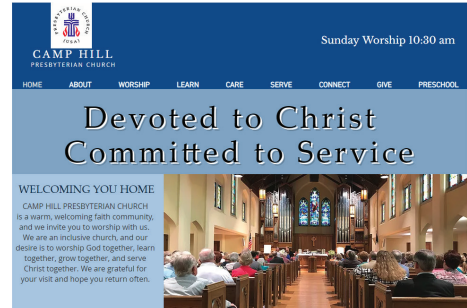 PRESBYTERIAN CHURCH
(USA)
CAMP HILL
PRESBYTERIAN CHURCH
Sunday Worship 10:30 am
HOME ABOUT WORSHIP LEARN CARE SERVE CONNECT GIVE PRESCHOOL
Devoted to Christ
Committed to Service
WELCOMING YOU HOME
CAMP HILL PRESBYTERIAN CHURCH
is a warm, welcoming faith community,
and we invite you to worship with us.
We are an inclusive church, and our
desire is to worship God together, learn
together, grow together, and serve
Christ together. We are grateful for
your visit and hope you return often.